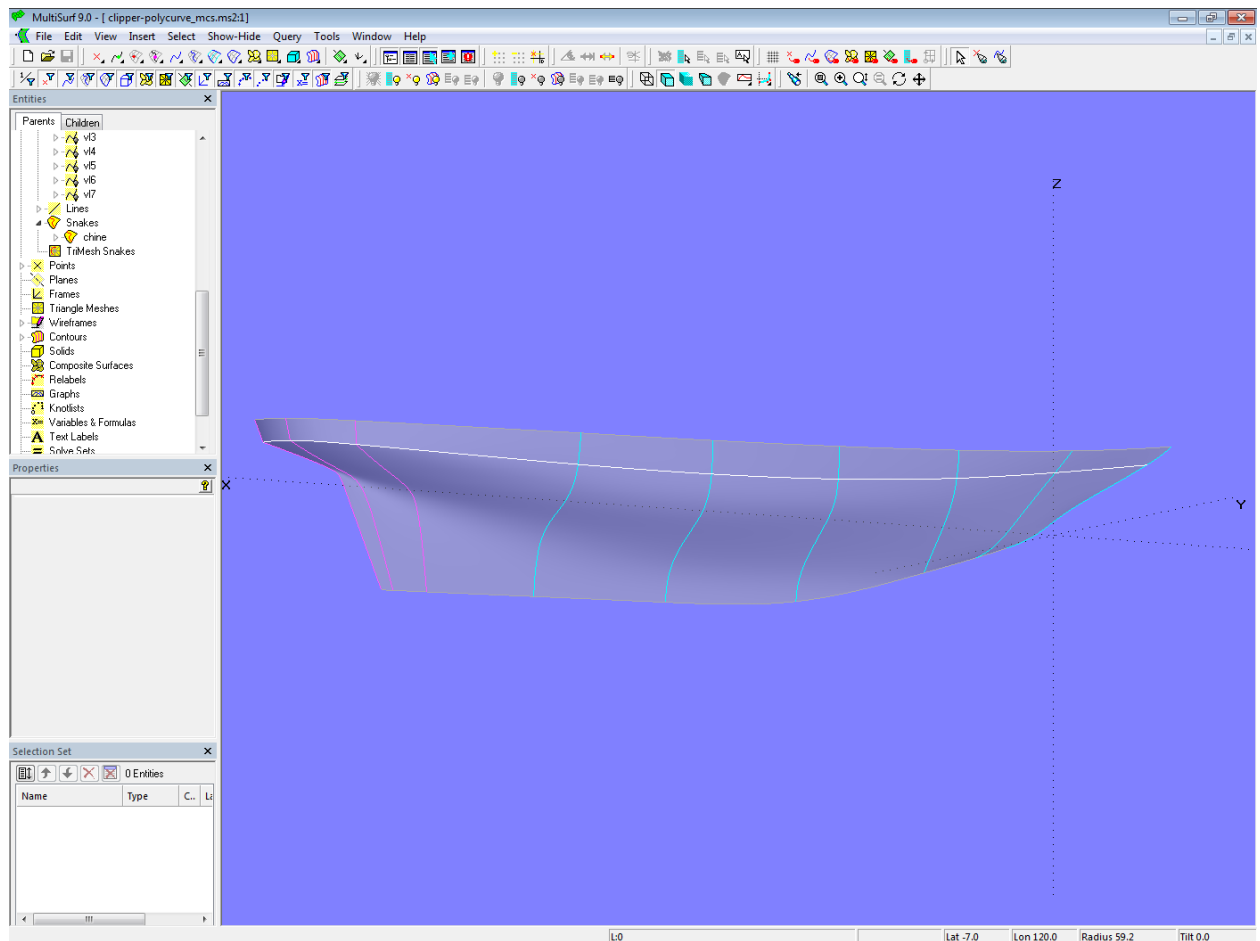 MultiSurf 9.0 - [ clipper-polycurve_mcs.ms2:1]
File Edit View Insert Select Show-Hide Query Tools Window Help
Entities
Parents Children
vl3
vl4
vl5
vl6
vl7
Lines
Snakes
chine
TriMesh Snakes
Points
Planes
Frames
Triangle Meshes
Wireframes
Contours
Solids
Composite Surfaces
Relabels
Graphs
Knotlists
Variables & Formulas
Text Labels
Solve Sets
Properties
Selection Set
0 Entities
Name Type C.. La
Z
X
Y
L:0 Lat -7.0 Lon 120.0 Radius 59.2 Tilt 0.0